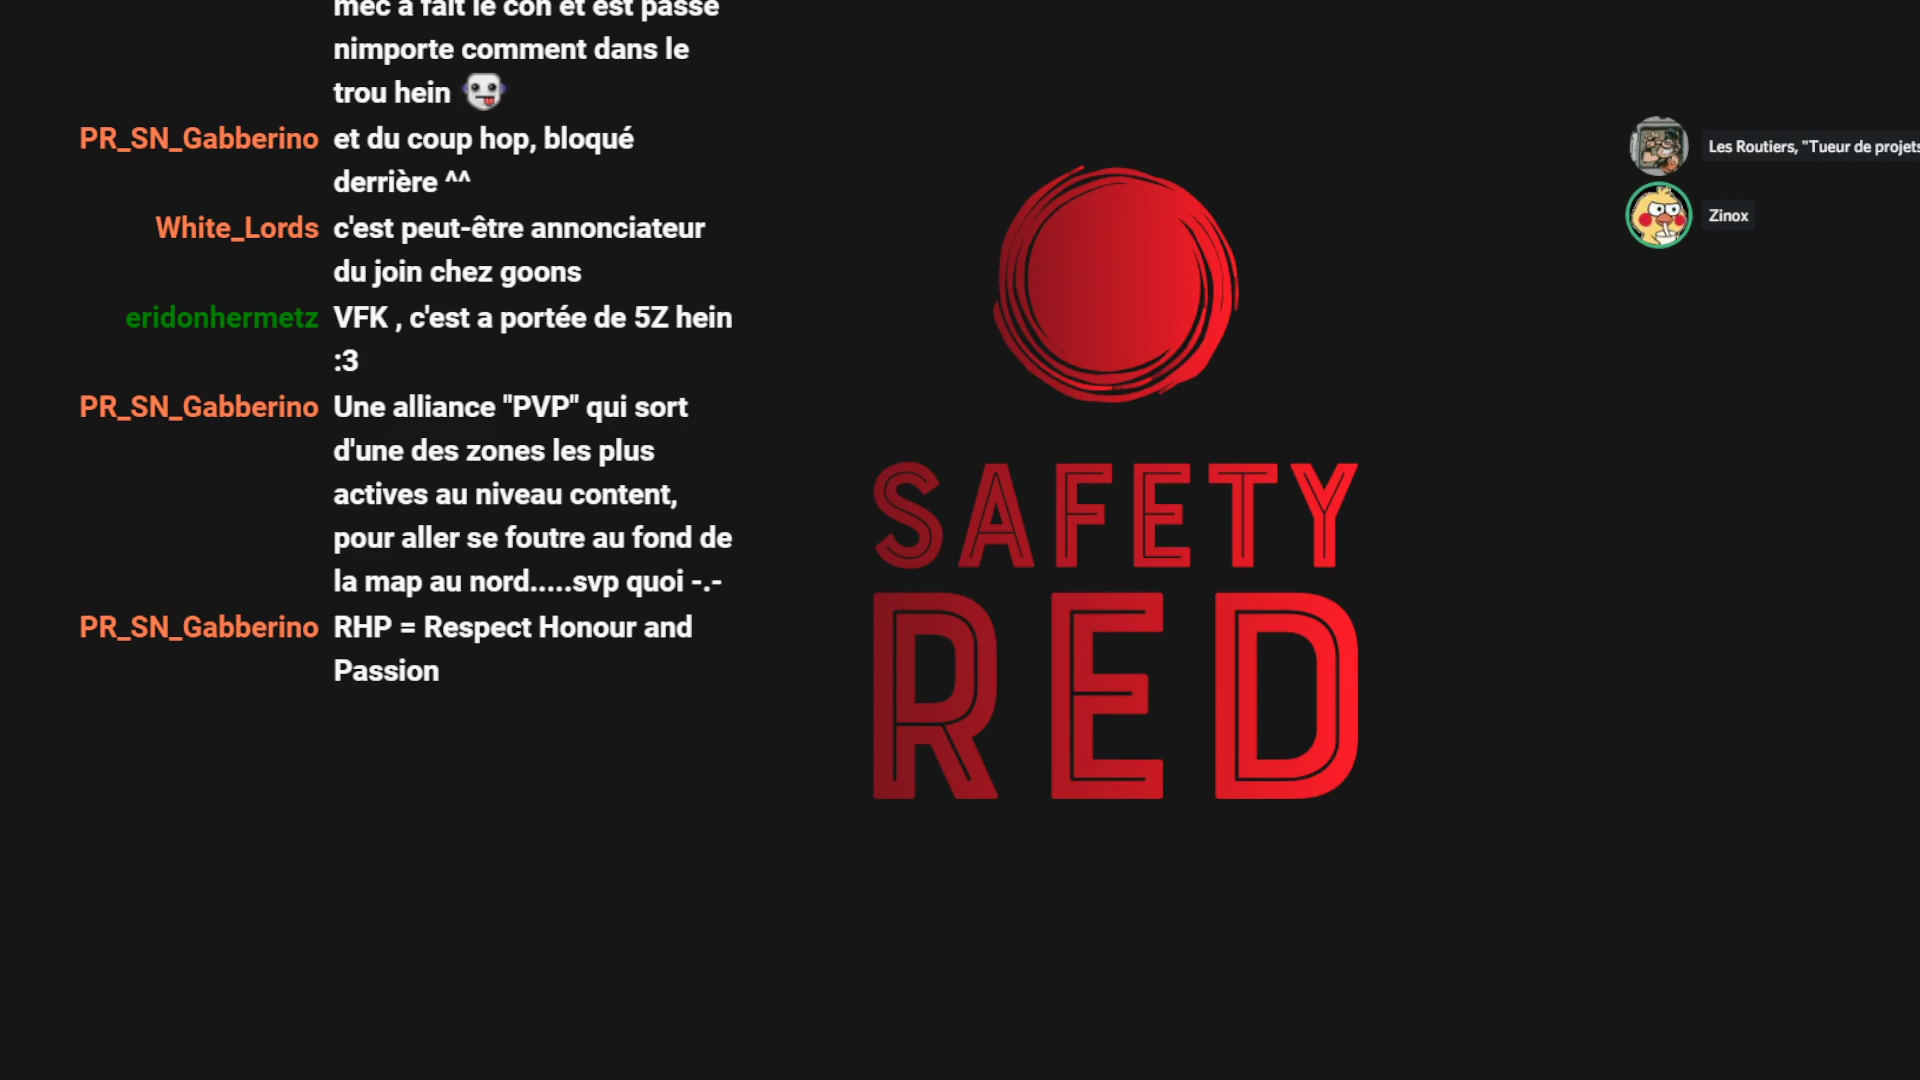 mec a fait le con et est passé
nimporte comment dans le
trou hein
PR_SN_Gabberino et du coup hop, bloqué
derrière ^^
White_Lords c'est peut-être annonciateur
du join chez goons
eridonhermetz VFK , c'est a portée de 5Z hein
:3
PR_SN_Gabberino Une alliance "PVP" qui sort
d'une des zones les plus
actives au niveau content,
pour aller se foutre au fond de
la map au nord.....svp quoi -.-
PR_SN_Gabberino RHP = Respect Honour and
Passion
SAFETY
RED
Les Routiers, "Tueur de projets
Zinox